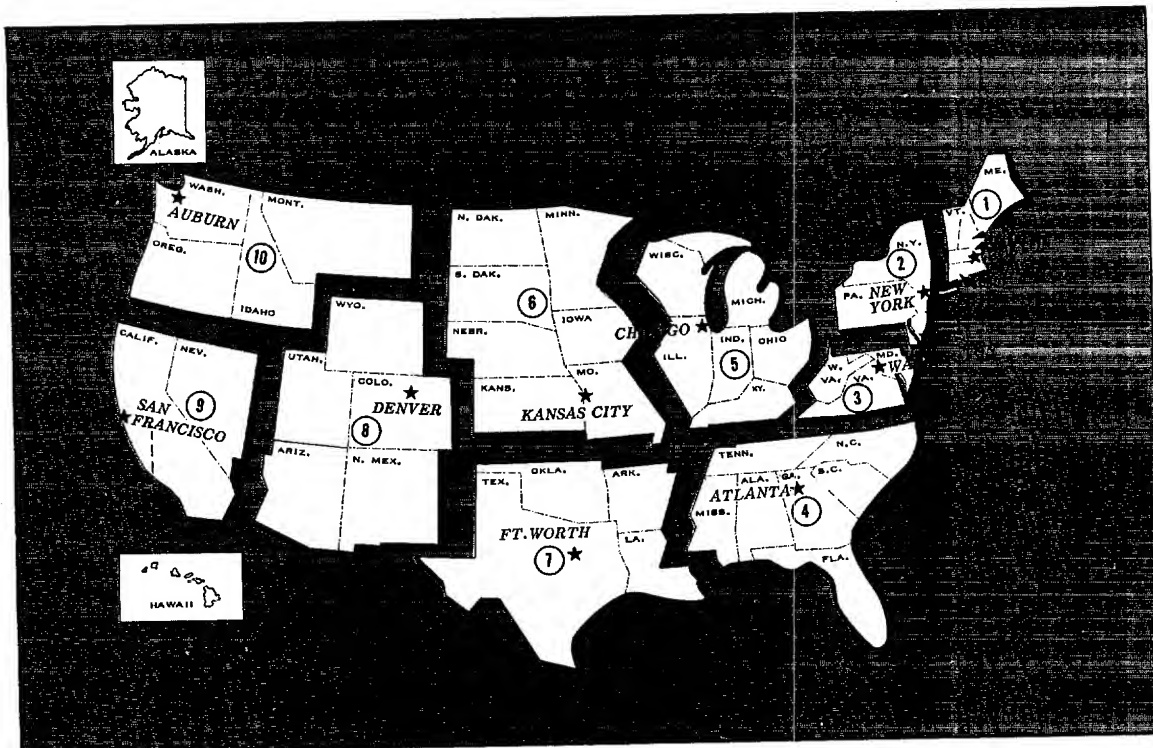 ALASKA
WASH.
AUBURN
MONT.
OREG.
10
IDAHO
WYO.
CALIF.
NEV.
9
SAN
FRANCISCO
UTAH.
COLO.
DENVER
8
ARIZ.
N. MEX.
HAWAII
N. DAK.
MINN.
S. DAK.
6
NEBR.
IOWA
KANS.
MO.
KANSAS CITY
WISC.
MICH.
CHICAGO
ILL.
IND.
OHIO
5
KY.
TEX.
OKLA.
ARK.
FT. WORTH
7
LA.
TENN.
N.C.
ALA.
GA.
S.C.
ATLANTA
MISS.
4
FLA.
W.
VA.
MD.
WA
VA.
3
N.Y.
2
PA.
NEW
YORK
ME.
VT.
1